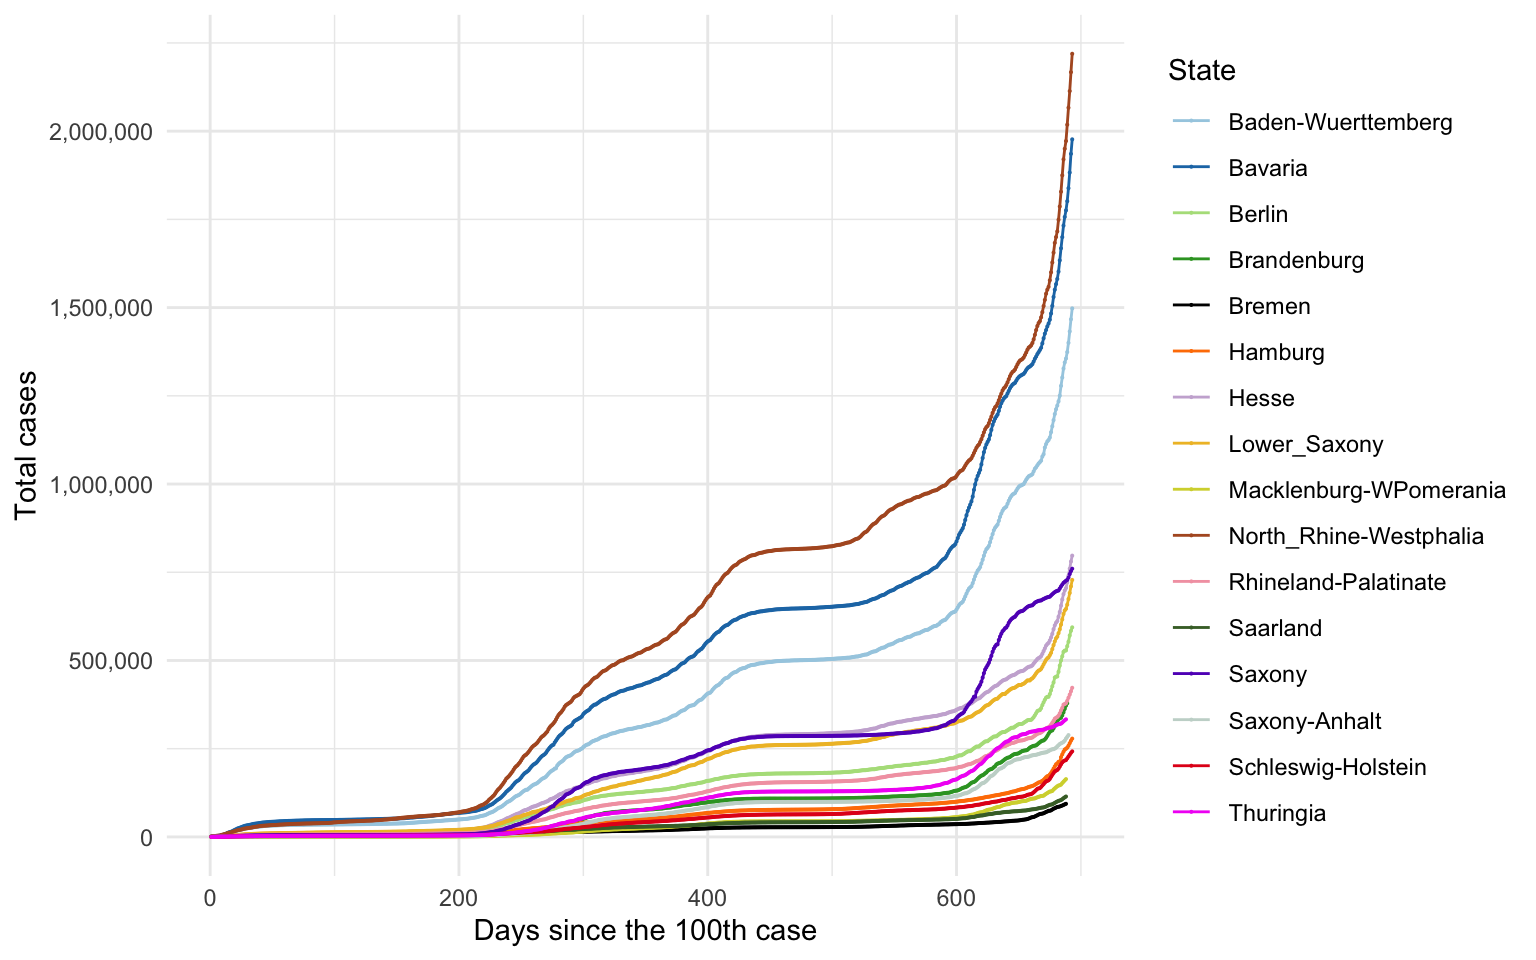 State
Baden-Wuerttemberg
Bavaria
Berlin
Brandenburg
Bremen
Hamburg
Hesse
Lower_Saxony
Macklenburg-WPomerania
North_Rhine-Westphalia
Rhineland-Palatinate
Saarland
Saxony
Saxony-Anhalt
Schleswig-Holstein
Thuringia
Total cases
2,000,000
1,500,000
1,000,000
500,000
0
0 200 400 600
Days since the 100th case